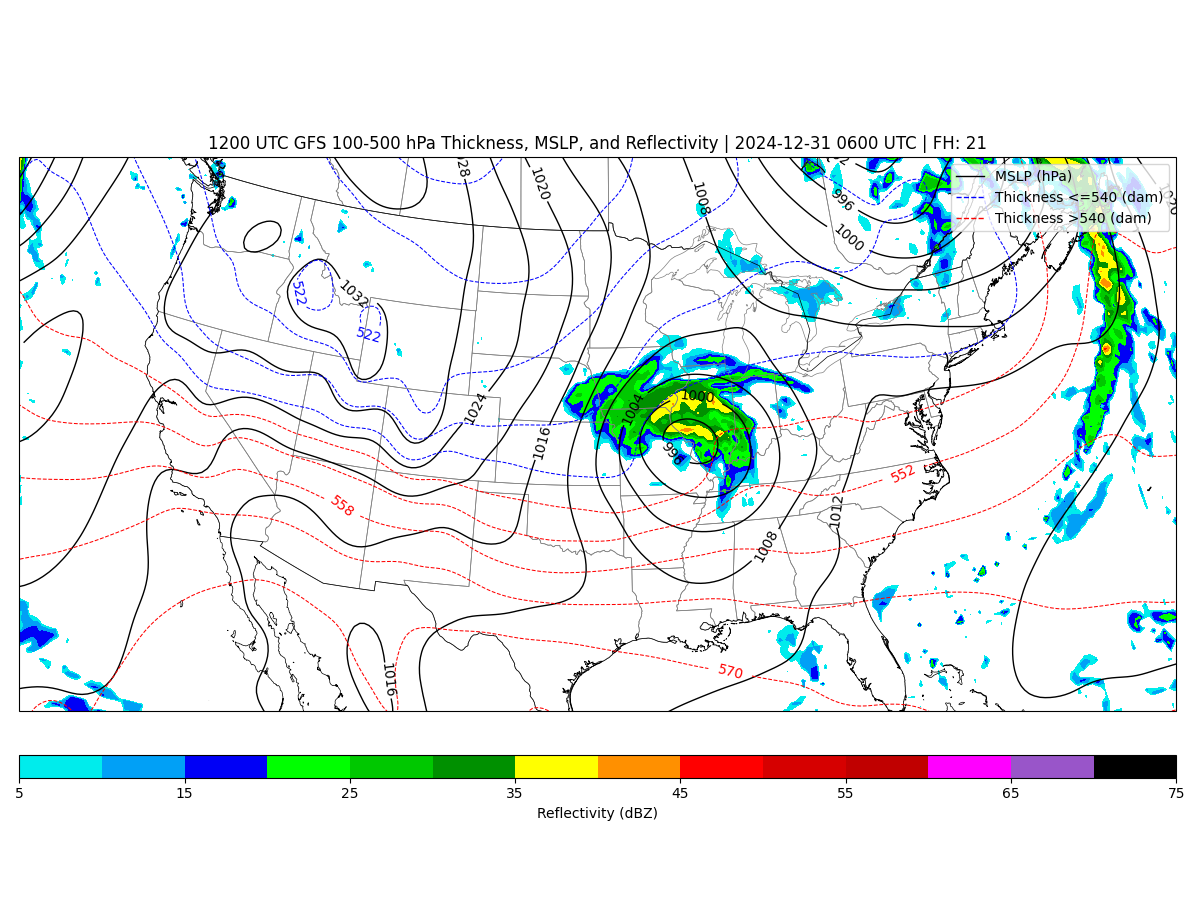 1200 UTC GFS 100-500 hPa Thickness, MSLP, and Reflectivity | 2024-12-31 0600 UTC | FH: 21
MSLP (hPa)
Thickness <=540 (dam)
Thickness >540 (dam)
1020
1008
996
1000
522
1032
522
1024
1004
1000
1016
552
558
1012
1008
1016
570
5 15 25 35 45 55 65 75
Reflectivity (dBZ)